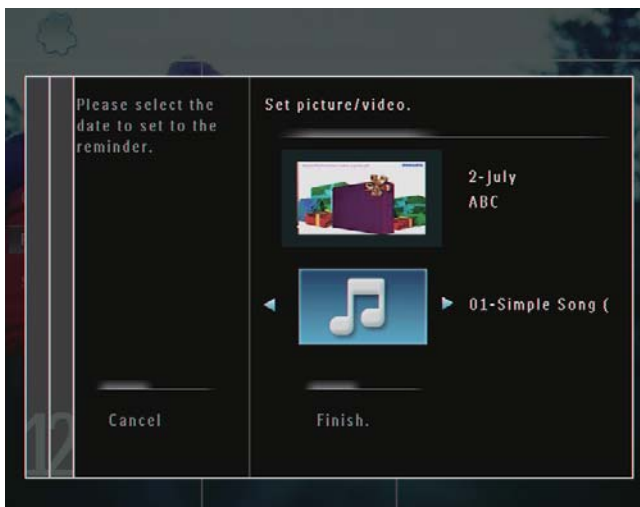 Please select the
date to set to the
reminder.
Cancel
Set picture/video.
2-July
ABC
01-Simple Song (
Finish.
12